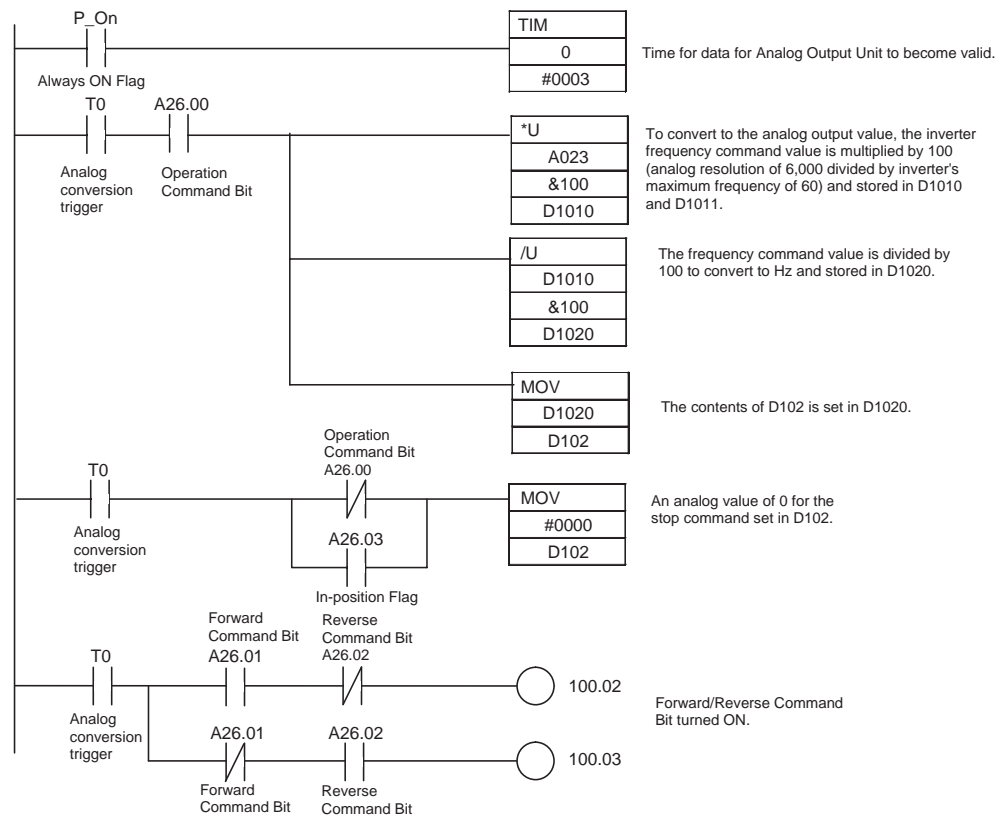 P_On
Always ON Flag
TIM
0
#0003
Time for data for Analog Output Unit to become valid.
T0
A26.00
Analog
conversion
trigger
Operation
Command Bit
*U
A023
&100
D1010
To convert to the analog output value, the inverter
frequency command value is multiplied by 100
(analog resolution of 6,000 divided by inverter's
maximum frequency of 60) and stored in D1010
and D1011.
/U
D1010
&100
D1020
The frequency command value is divided by
100 to convert to Hz and stored in D1020.
MOV
D1020
D102
The contents of D102 is set in D1020.
T0
Analog
conversion
trigger
Operation
Command Bit
A26.00
A26.03
In-position Flag
MOV
#0000
D102
An analog value of 0 for the
stop command set in D102.
T0
Analog
conversion
trigger
Forward
Command Bit
A26.01
Reverse
Command Bit
A26.02
100.02
Forward/Reverse Command
Bit turned ON.
A26.01
Forward
Command Bit
A26.02
Reverse
Command Bit
100.03